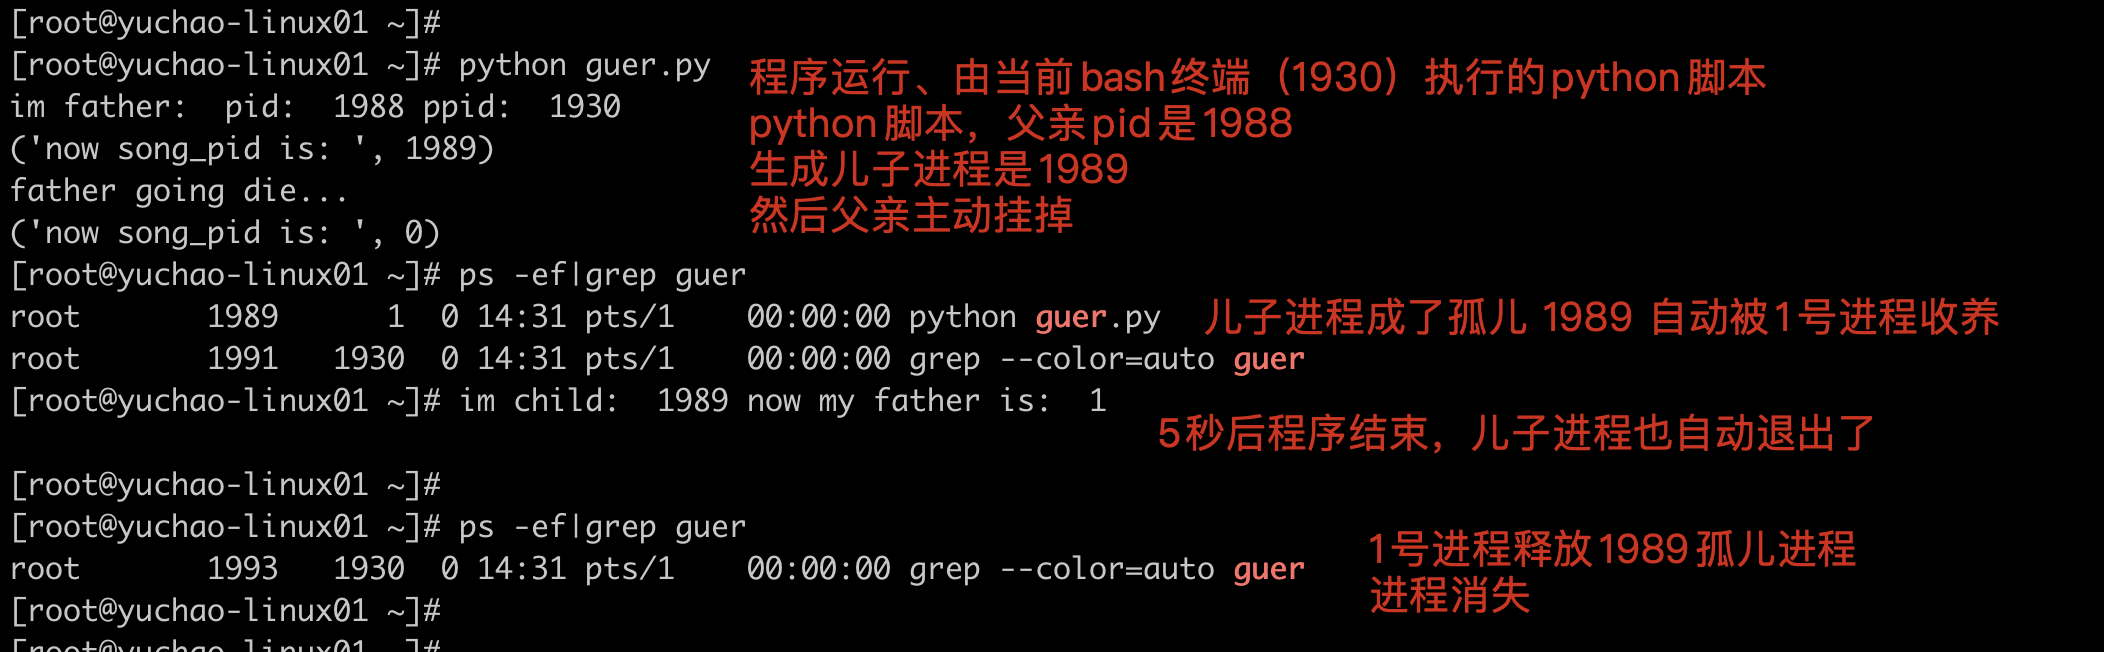 [root@yuchao-linux01 ~]#
[root@yuchao-linux01 ~]# python guer.py
程序运行、由当前bash终端（1930）执行的python脚本
im father:  pid:  1988 ppid:  1930
python脚本，父亲pid是1988
('now song_pid is: ', 1989)
生成儿子进程是1989
father going die...
然后父亲主动挂掉
('now song_pid is: ', 0)
[root@yuchao-linux01 ~]# ps -ef|grep guer
root       1989      1  0 14:31 pts/1    00:00:00 python guer.py
儿子进程成了孤儿 1989 自动被1号进程收养
root       1991   1930  0 14:31 pts/1    00:00:00 grep --color=auto guer
[root@yuchao-linux01 ~]# im child:  1989 now my father is:  1
5秒后程序结束，儿子进程也自动退出了
[root@yuchao-linux01 ~]#
[root@yuchao-linux01 ~]# ps -ef|grep guer
1号进程释放1989孤儿进程
root       1993   1930  0 14:31 pts/1    00:00:00 grep --color=auto guer
进程消失
[root@yuchao-linux01 ~]#
[root@yuchao-linux01 ~]#